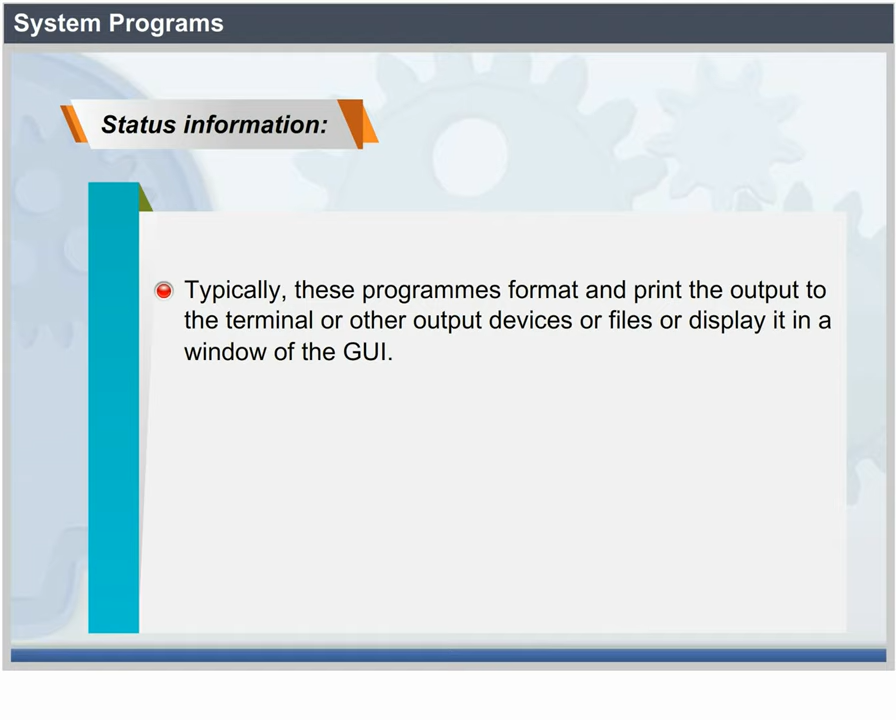 System Programs
Status information:
Typically, these programmes format and print the output to
the terminal or other output devices or files or display it in a
window of the GUI.